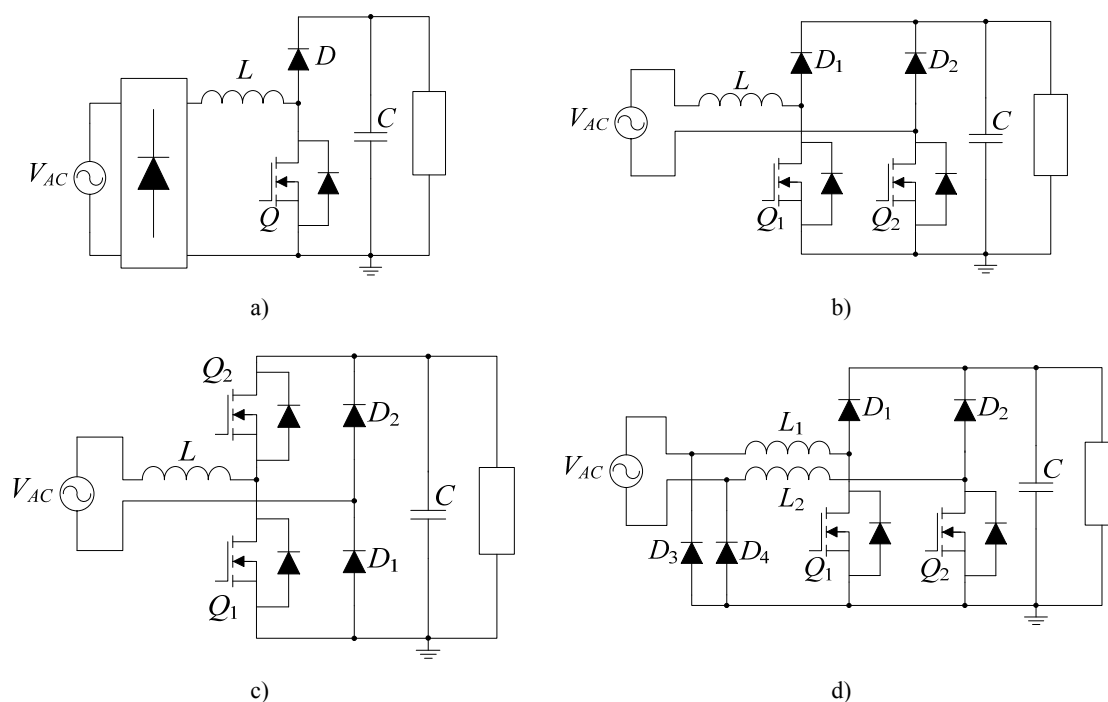 D
L
C
V_AC
Q
a)
D₁
D₂
L
V_AC
C
Q₁
Q₂
b)
Q₂
D₂
L
V_AC
C
D₁
Q₁
c)
D₁
D₂
L₁
V_AC
C
L₂
D₃
D₄
Q₁
Q₂
d)